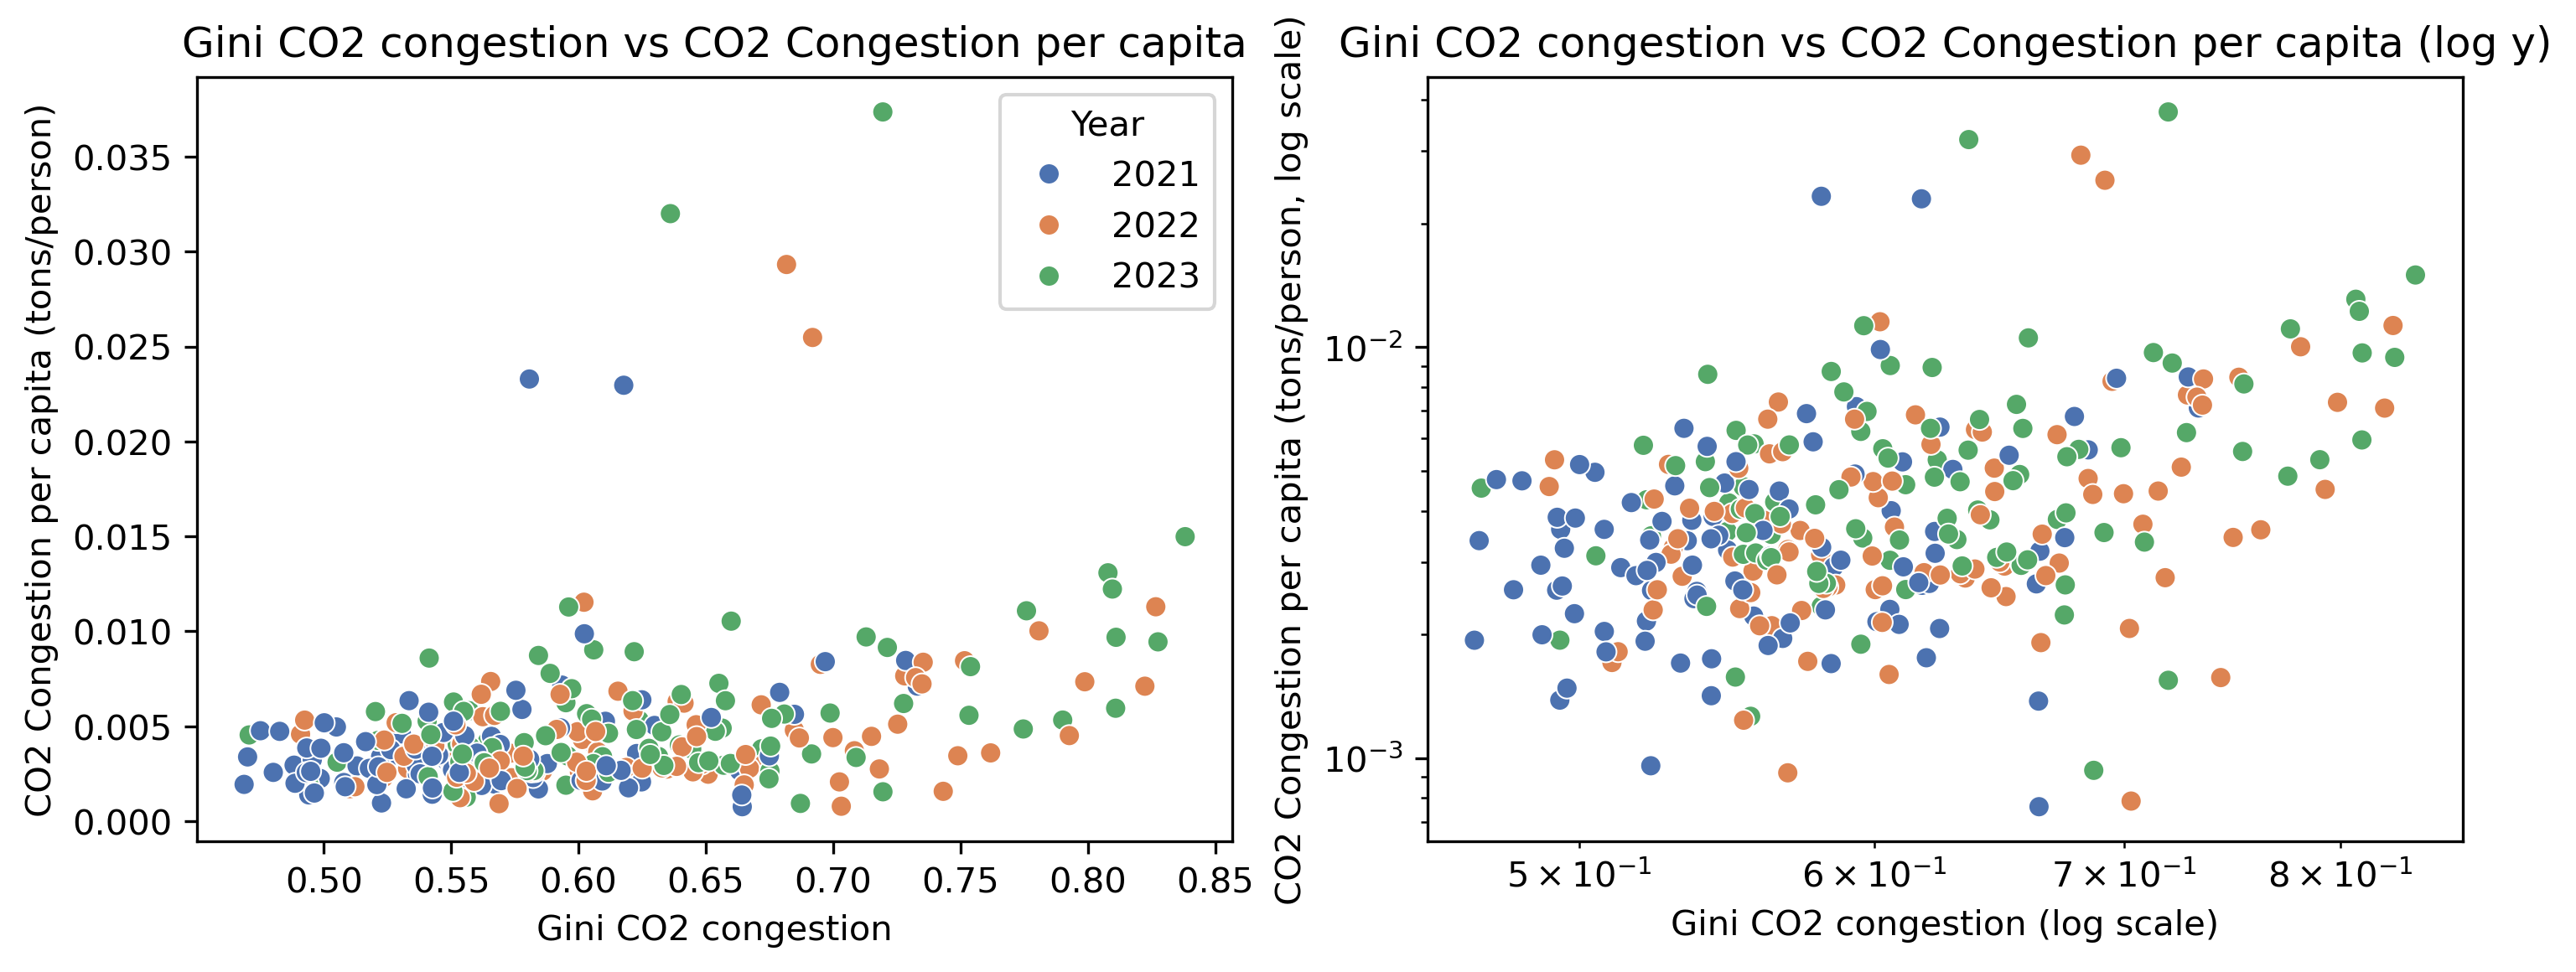 Gini CO2 congestion vs CO2 Congestion per capita
CO2 Congestion per capita (tons/person)
0.035
0.030
0.025
0.020
0.015
0.010
0.005
0.000
0.50 0.55 0.60 0.65 0.70 0.75 0.80 0.85
Gini CO2 congestion
Year
2021
2022
2023
Gini CO2 congestion vs CO2 Congestion per capita (log y)
CO2 Congestion per capita (tons/person, log scale)
10⁻²
10⁻³
5 × 10⁻¹ 6 × 10⁻¹ 7 × 10⁻¹ 8 × 10⁻¹
Gini CO2 congestion (log scale)